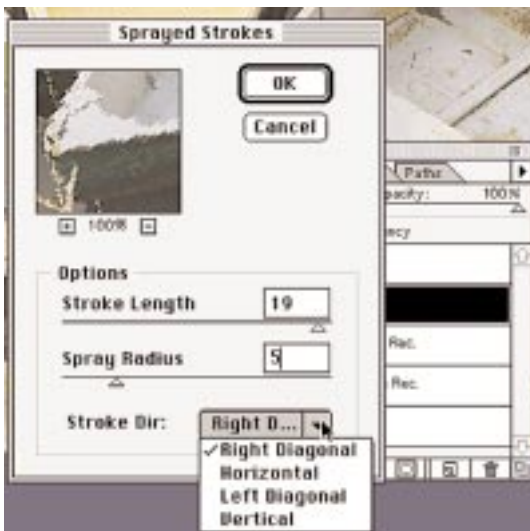 Sprayed Strokes
OK
Cancel
100%
Options
Stroke Length 19
Spray Radius 5
Stroke Dir: Right D...
✓Right Diagonal
Horizontal
Left Diagonal
Vertical
Paths
pacity: 100 %
ncy
Rec.
Rec.